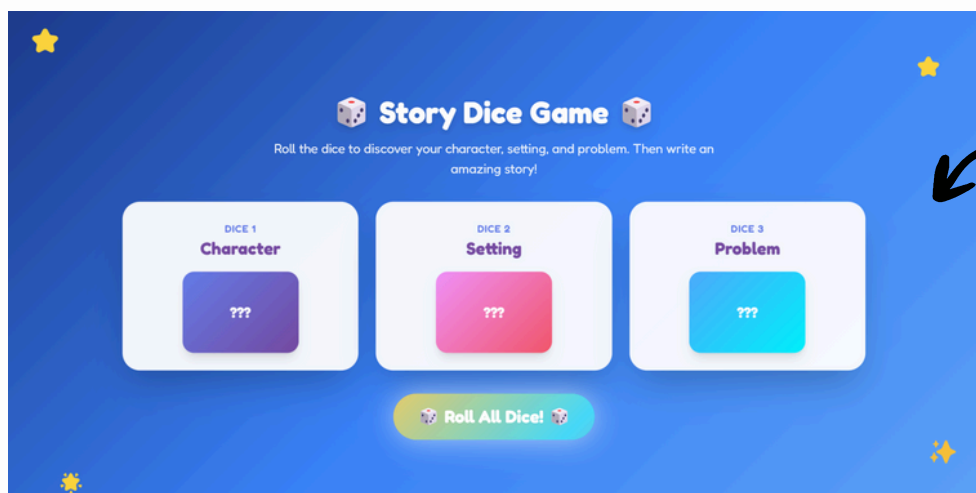 Story Dice Game
Roll the dice to discover your character, setting, and problem. Then write an
amazing story!
DICE 1
Character
???
DICE 2
Setting
???
DICE 3
Problem
???
Roll All Dice!